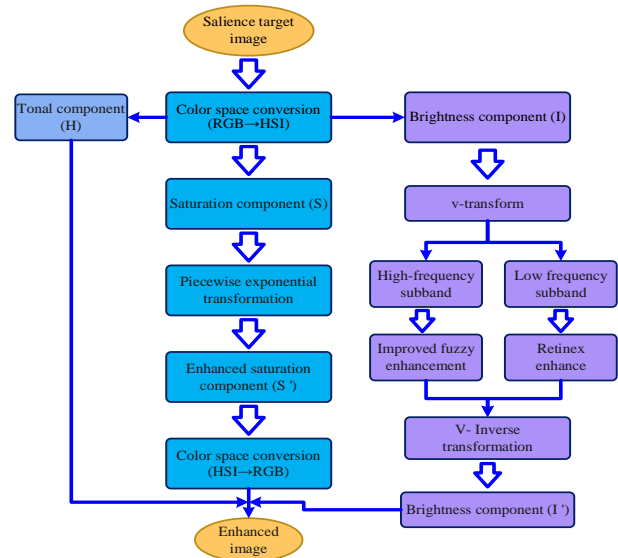 Salience target
image
Tonal component
(H)
Color space conversion
(RGB→HSI)
Brightness component (I)
Saturation component (S)
v-transform
Piecewise exponential
transformation
High-frequency
subband
Low frequency
subband
Enhanced saturation
component (S ')
Improved fuzzy
enhancement
Retinex
enhance
Color space conversion
(HSI→RGB)
V- Inverse
transformation
Brightness component (I ')
Enhanced
image